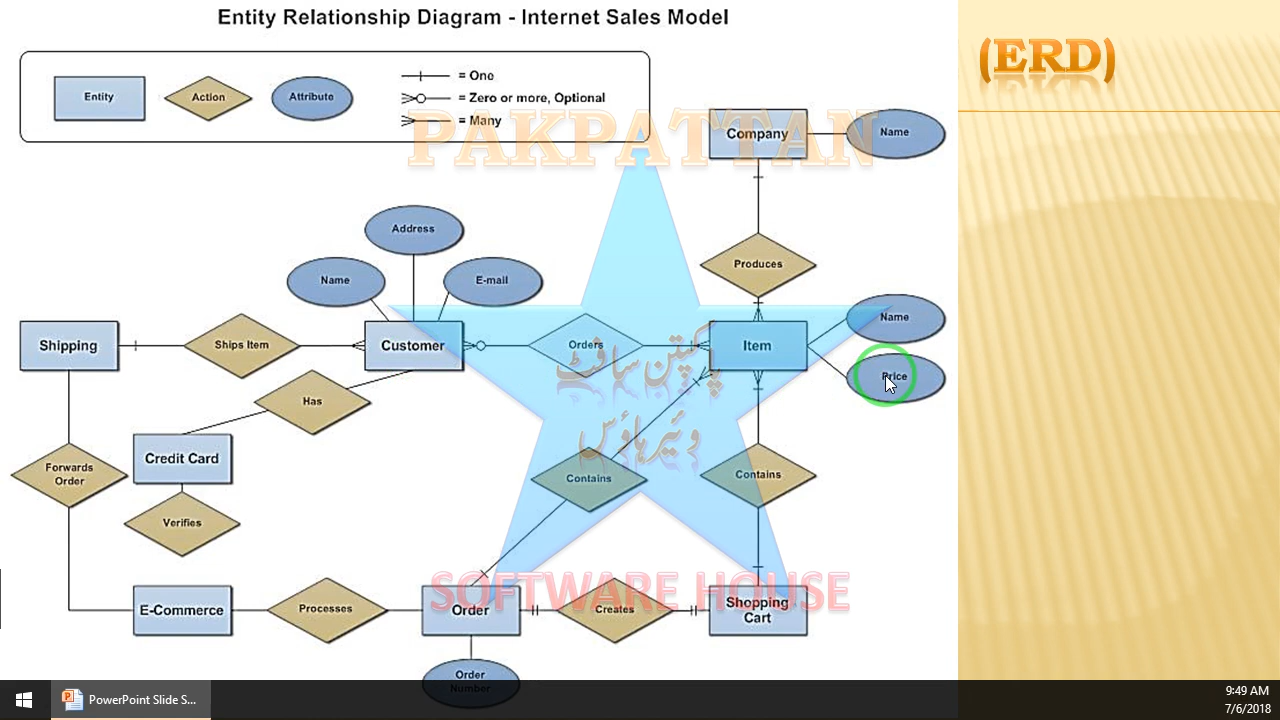 Entity Relationship Diagram - Internet Sales Model
(ERD)
Entity
Action
Attribute
= One
= Zero or more, Optional
= Many
PAKPATTAN
Company
Name
Address
Produces
Name
E-mail
Name
Shipping
Ships Item
Customer
Orders
Item
پاکپتن سافٹ
Price
Has
وئیر ہاؤس
Credit Card
Forwards
Order
Contains
Contains
Verifies
SOFTWARE HOUSE
E-Commerce
Processes
Order
Creates
Shopping
Cart
Order
Number
PowerPoint Slide S...
9:49 AM
7/6/2018